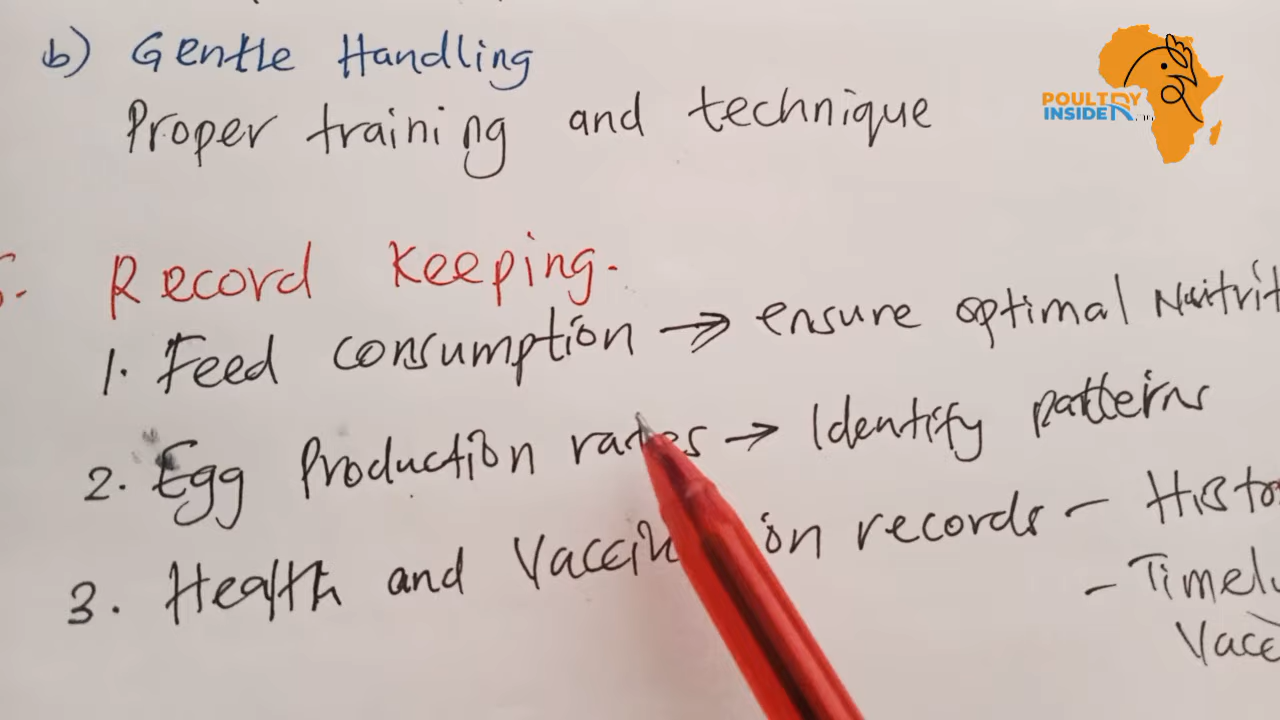 b) Gentle Handling
Proper training and technique
POULTRY
INSIDER
Record Keeping.
1. Feed consumption → ensure optimal
2. Egg Production rates → Identify patterns
3. Health and records -
-